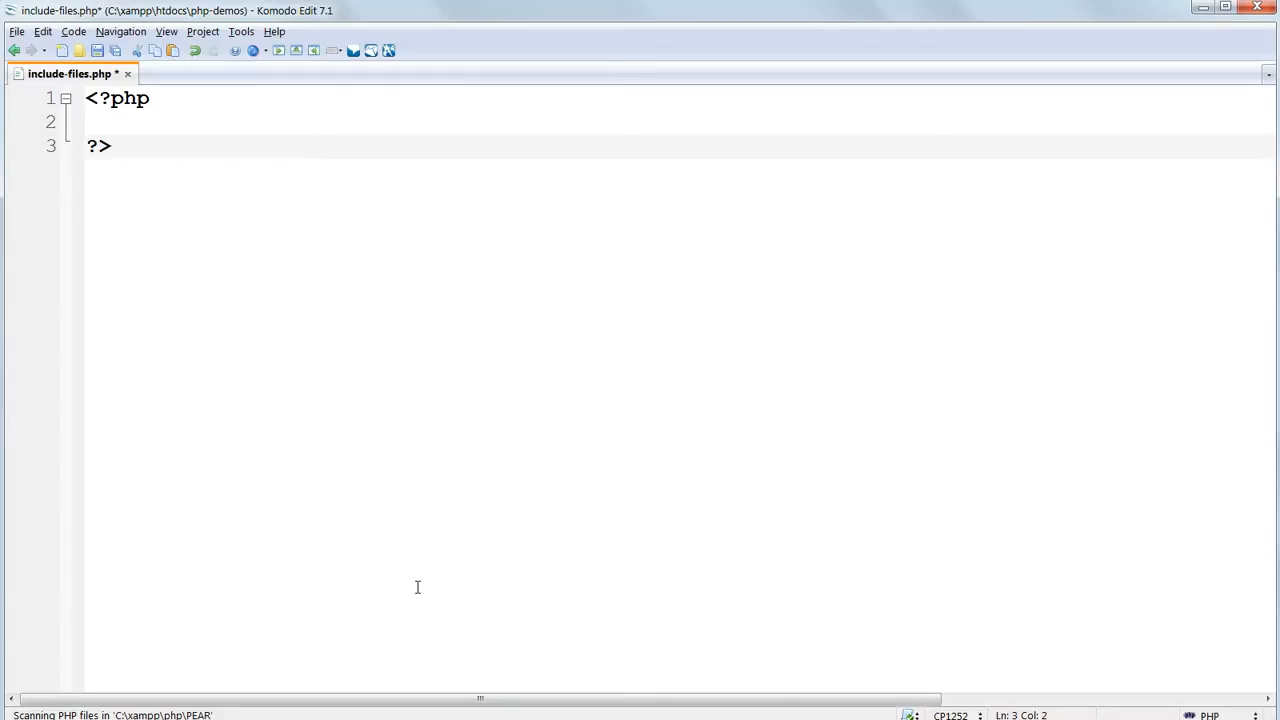 include-files.php* (C:\xampp\htdocs\php-demos) - Komodo Edit 7.1
File Edit Code Navigation View Project Tools Help
include-files.php * ×
1 <?php
2
3 ?>
Scanning PHP files in 'C:\xampp\php\PEAR' CP1252 Ln: 3 Col: 2 PHP